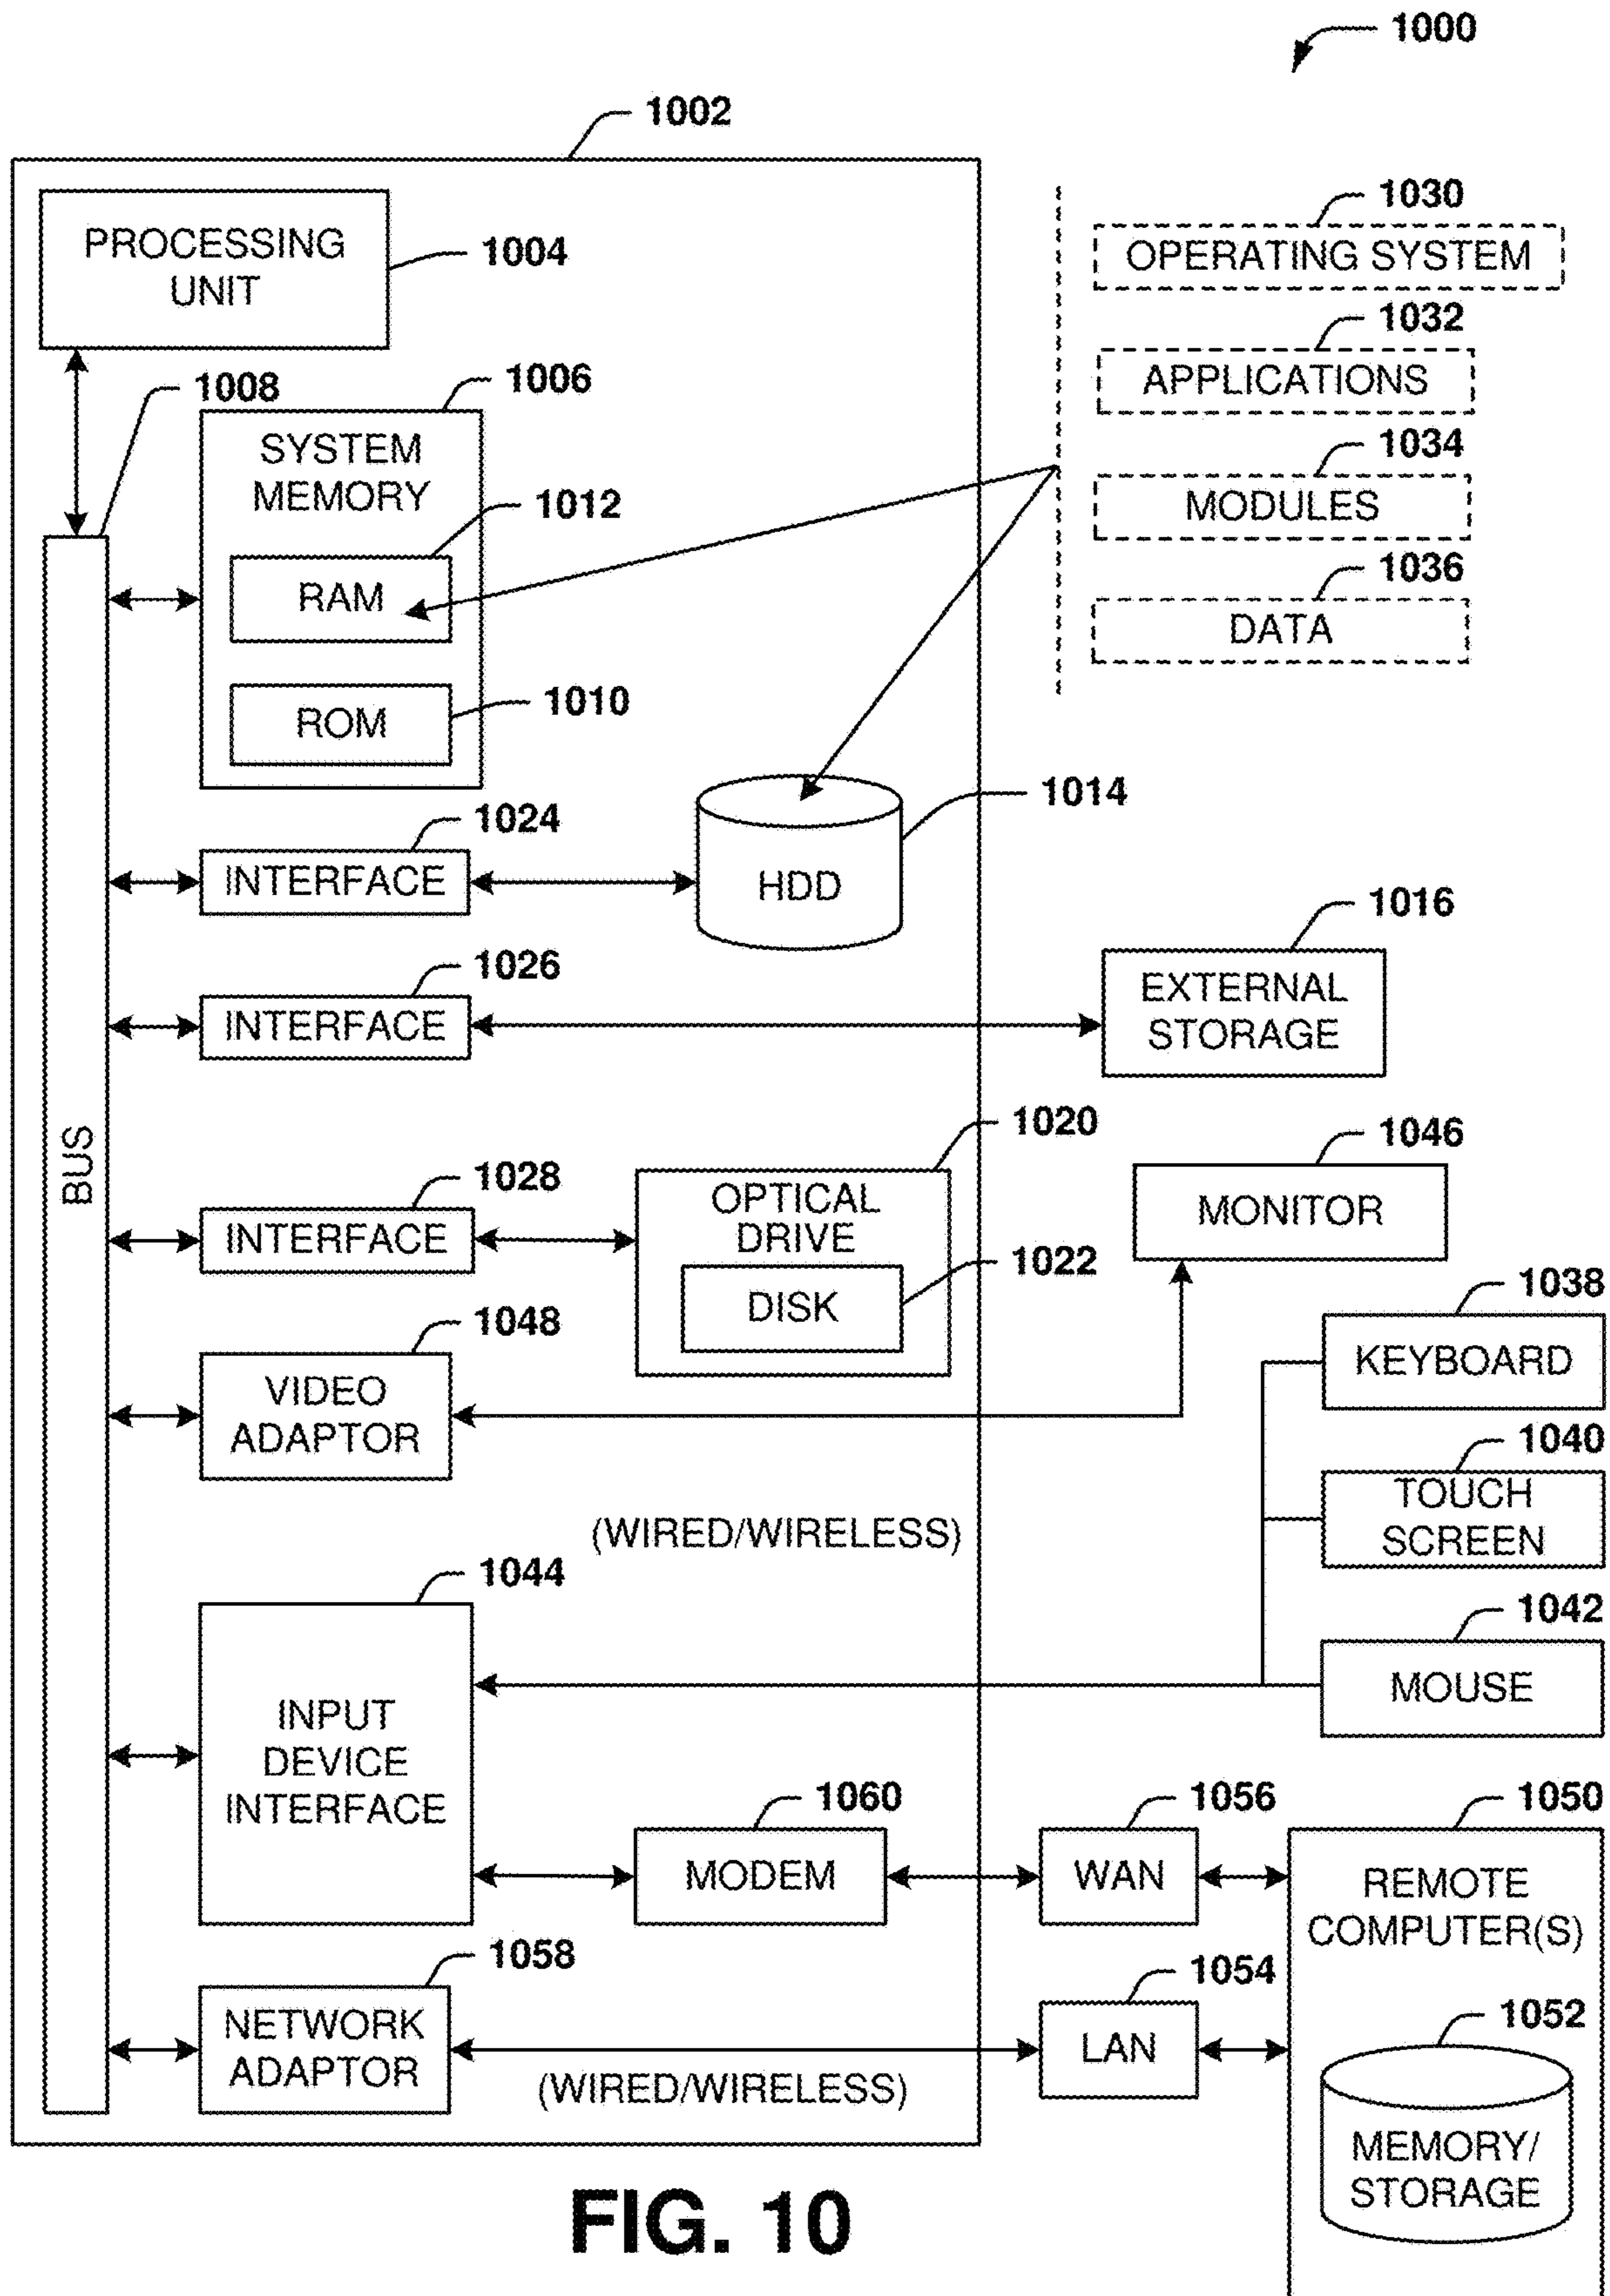 1000
1002
PROCESSING
UNIT
1004
1030
OPERATING SYSTEM
1032
APPLICATIONS
1034
MODULES
1036
DATA
1008
1006
SYSTEM
MEMORY
1012
RAM
1010
ROM
BUS
1024
INTERFACE
1014
HDD
1026
INTERFACE
1016
EXTERNAL
STORAGE
1028
INTERFACE
1020
OPTICAL
DRIVE
1022
DISK
1046
MONITOR
1048
VIDEO
ADAPTOR
1038
KEYBOARD
1040
TOUCH
SCREEN
1042
MOUSE
(WIRED/WIRELESS)
1044
INPUT
DEVICE
INTERFACE
1060
MODEM
1056
WAN
1050
REMOTE
COMPUTER(S)
1058
NETWORK
ADAPTOR
(WIRED/WIRELESS)
1054
LAN
1052
MEMORY/
STORAGE
FIG. 10